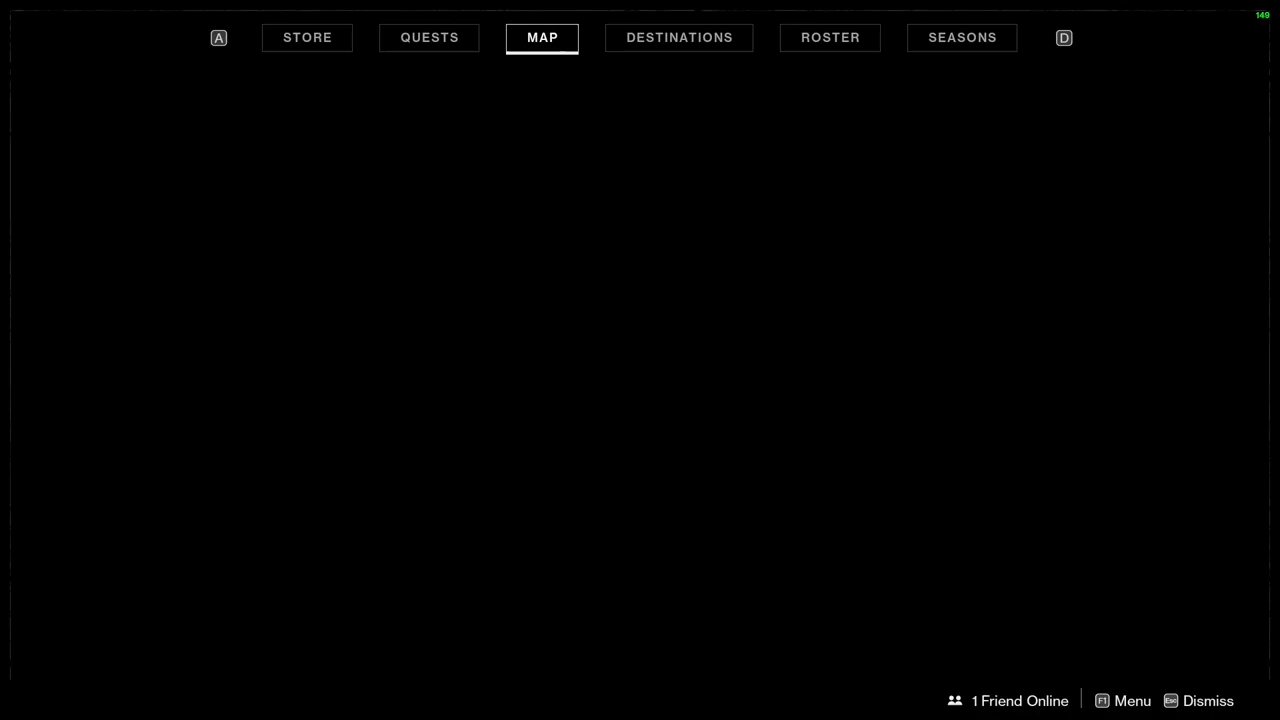 149
A STORE QUESTS MAP DESTINATIONS ROSTER SEASONS D
1 Friend Online F1 Menu Esc Dismiss